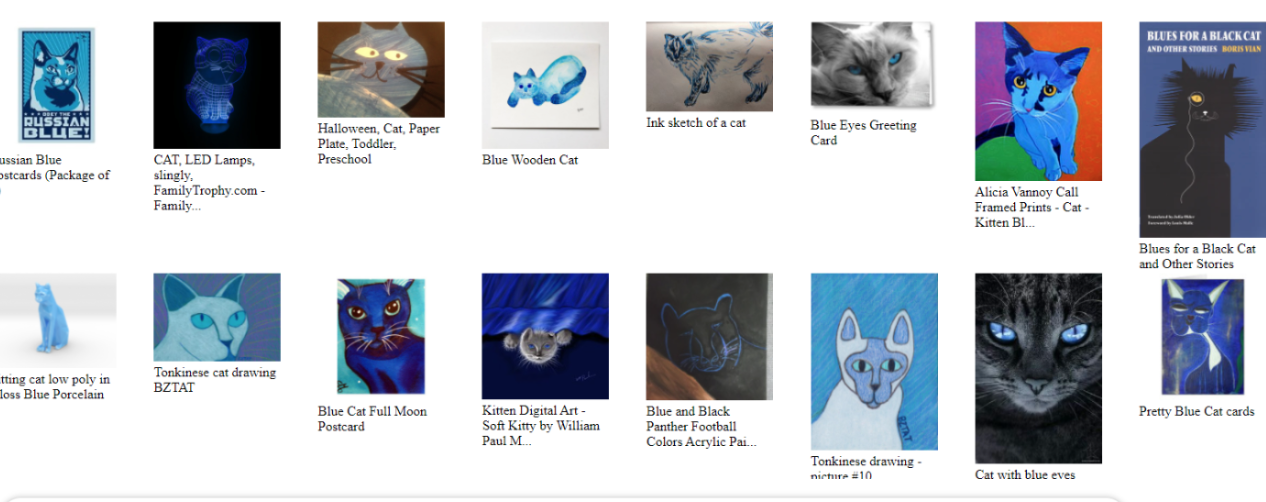 OBEY THE
RUSSIAN
BLUE!
ussian Blue
ostcards (Package of
)
CAT, LED Lamps,
slingly,
FamilyTrophy.com -
Family...
Halloween, Cat, Paper
Plate, Toddler,
Preschool
Blue Wooden Cat
Ink sketch of a cat
Blue Eyes Greeting
Card
Alicia Vannoy Call
Framed Prints - Cat -
Kitten Bl...
BLUES FOR A BLACK CAT
AND OTHER STORIES BORIS VIAN
Translated by Julia Older
Blues for a Black Cat
and Other Stories
tting cat low poly in
loss Blue Porcelain
Tonkinese cat drawing
BZTAT
Blue Cat Full Moon
Postcard
Kitten Digital Art -
Soft Kitty by William
Paul M...
Blue and Black
Panther Football
Colors Acrylic Pai...
BZTAT
Tonkinese drawing -
picture #10
Cat with blue eyes
Pretty Blue Cat cards